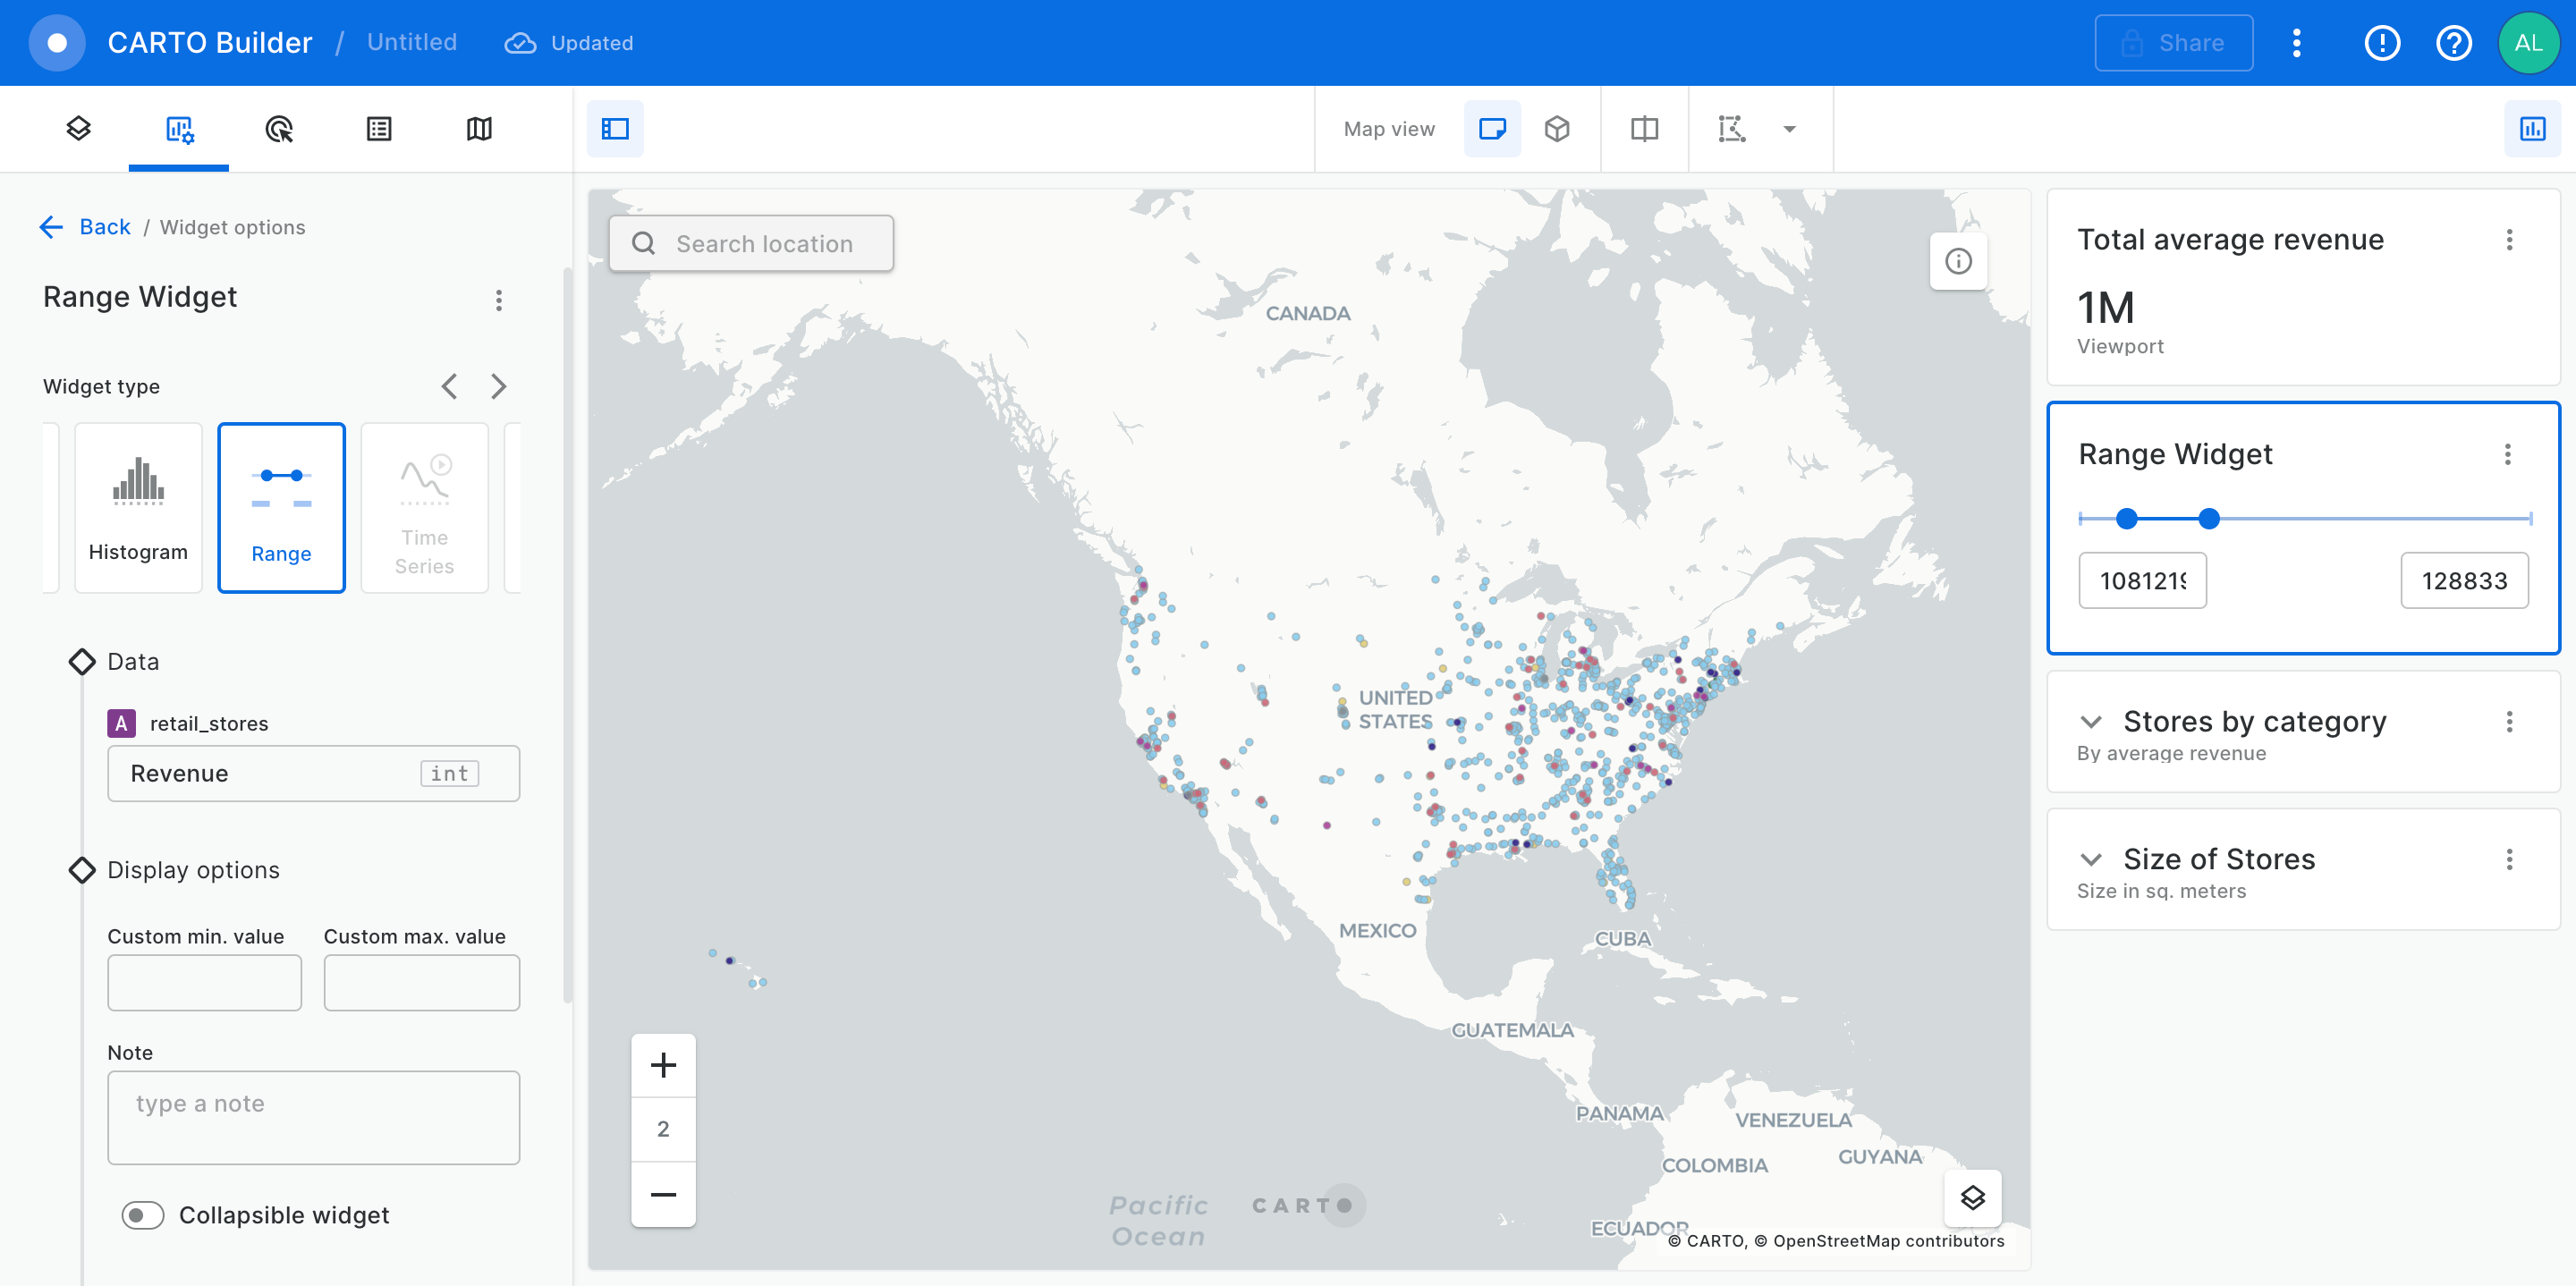 CARTO Builder / Untitled Updated
Share
AL
Map view
Back / Widget options
Range Widget
Widget type
Histogram
Range
Time
Series
Data
A retail_stores
Revenue int
Display options
Custom min. value Custom max. value
Note
type a note
Collapsible widget
Search location
CANADA
UNITED
STATES
MEXICO
CUBA
GUATEMALA
PANAMA
VENEZUELA
COLOMBIA
GUYANA
ECUADOR
Pacific
Ocean
CARTO
2
© CARTO, © OpenStreetMap contributors
Total average revenue
1M
Viewport
Range Widget
128833
Stores by category
By average revenue
Size of Stores
Size in sq. meters